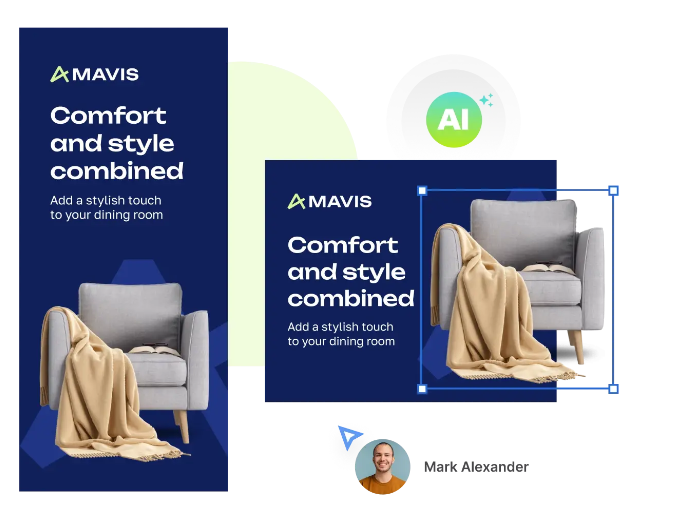 MAVIS
Comfort
and style
combined
Add a stylish touch
to your dining room
AI
MAVIS
Comfort
and style
combined
Add a stylish touch
to your dining room
Mark Alexander